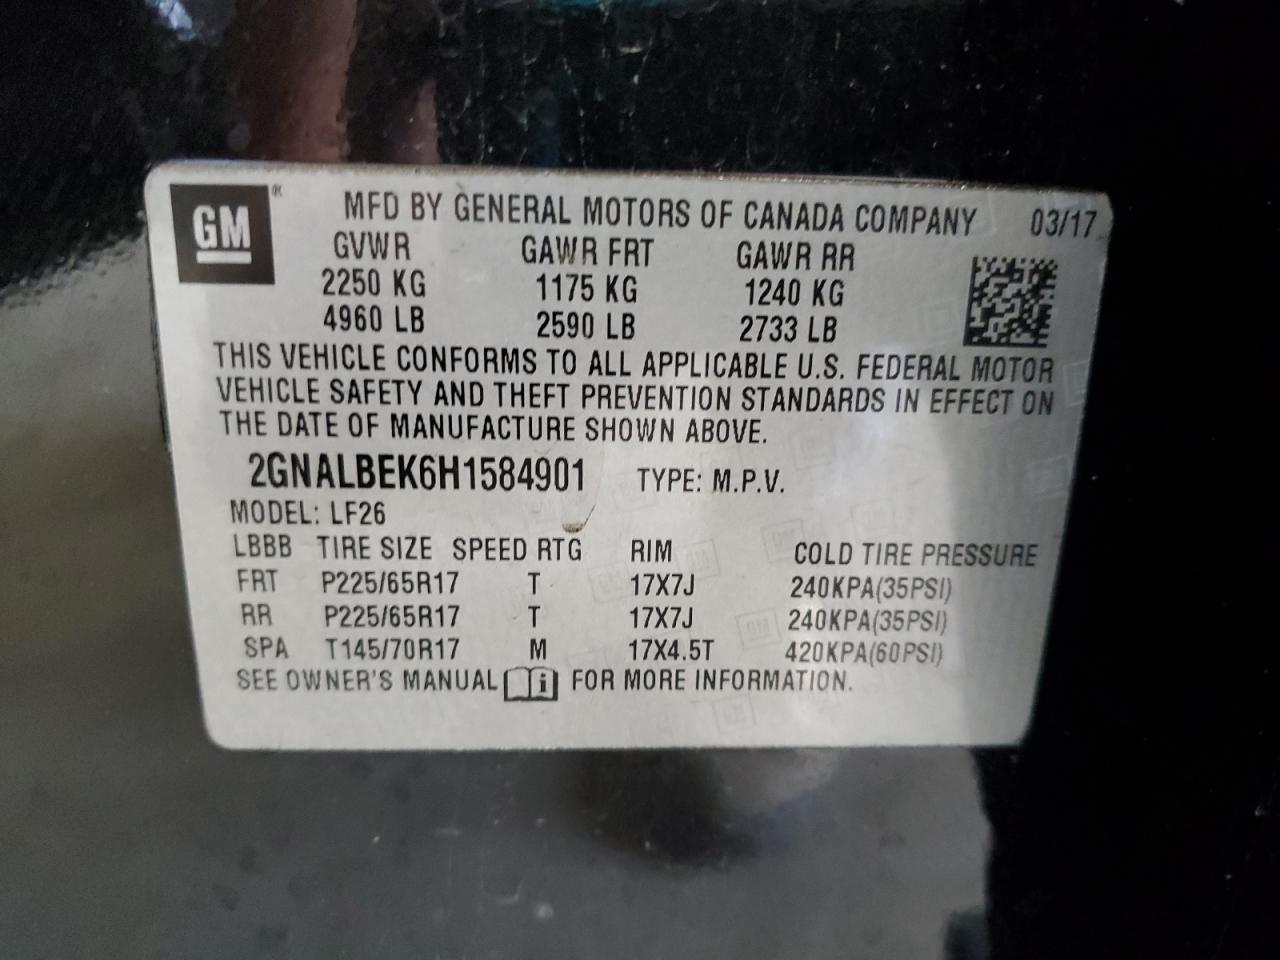 GM ® MFD BY GENERAL MOTORS OF CANADA COMPANY 03/17
GVWR GAWR FRT GAWR RR
2250 KG 1175 KG 1240 KG
4960 LB 2590 LB 2733 LB
THIS VEHICLE CONFORMS TO ALL APPLICABLE U.S. FEDERAL MOTOR
VEHICLE SAFETY AND THEFT PREVENTION STANDARDS IN EFFECT ON
THE DATE OF MANUFACTURE SHOWN ABOVE.
2GNALBEK6H1584901 TYPE: M.P.V.
MODEL: LF26
LBBB TIRE SIZE SPEED RTG RIM COLD TIRE PRESSURE
FRT P225/65R17 T 17X7J 240KPA(35PSI)
RR P225/65R17 T 17X7J 240KPA(35PSI)
SPA T145/70R17 M 17X4.5T 420KPA(60PSI)
SEE OWNER'S MANUAL i FOR MORE INFORMATION.